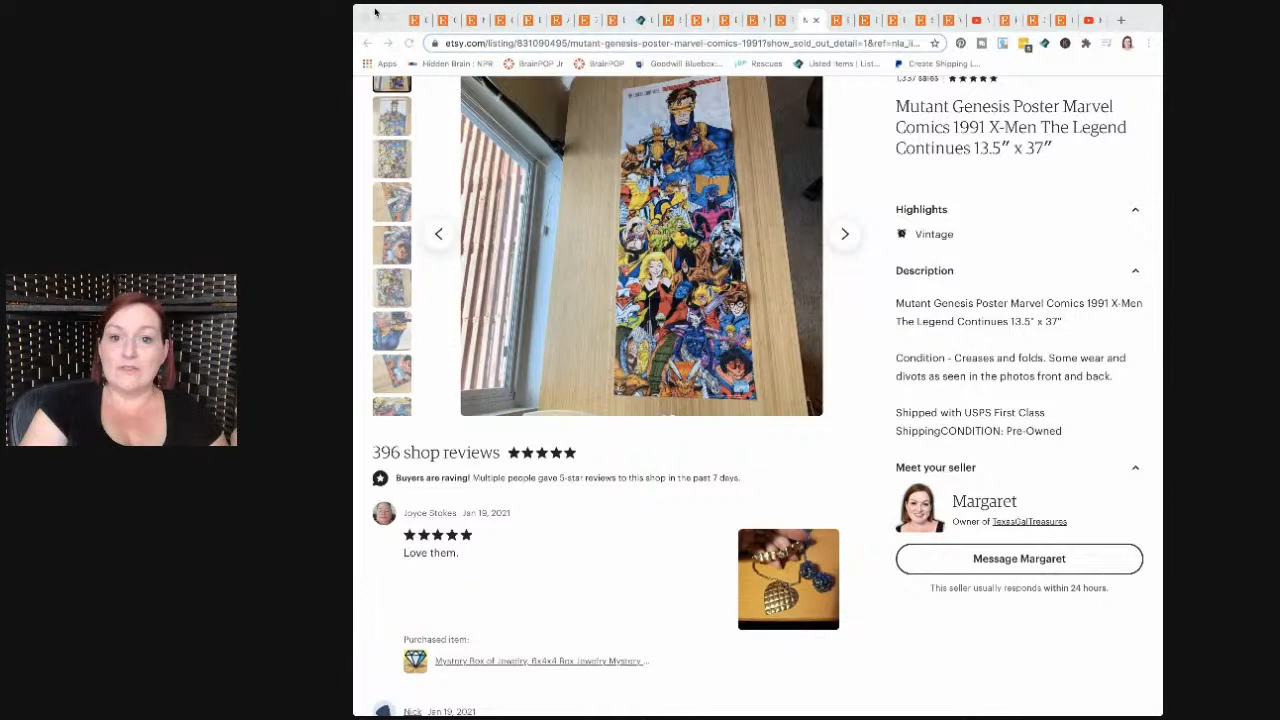 etsy.com/listing/831090495/mutant-genesis-poster-marvel-comics-1991?show_sold_out_detail=1&ref=nla_li...
Apps
Hidden Brain : NPR
BrainPOP Jr
BrainPOP
Goodwill Bluebox:...
Rescues
Listed Items | List...
Create Shipping L...
1,337 sales
Mutant Genesis Poster Marvel
Comics 1991 X-Men The Legend
Continues 13.5″ x 37″
Highlights
Vintage
Description
Mutant Genesis Poster Marvel Comics 1991 X-Men
The Legend Continues 13.5" x 37"
Condition - Creases and folds. Some wear and
divots as seen in the photos front and back.
Shipped with USPS First Class
ShippingCONDITION: Pre-Owned
Meet your seller
Margaret
Owner of TexasGalTreasures
Message Margaret
This seller usually responds within 24 hours.
396 shop reviews
Buyers are raving! Multiple people gave 5-star reviews to this shop in the past 7 days.
Joyce Stokes Jan 19, 2021
Love them.
Purchased item:
Mystery Box of Jewelry, 6x4x4 Box Jewelry Mystery ...
Nick Jan 19, 2021